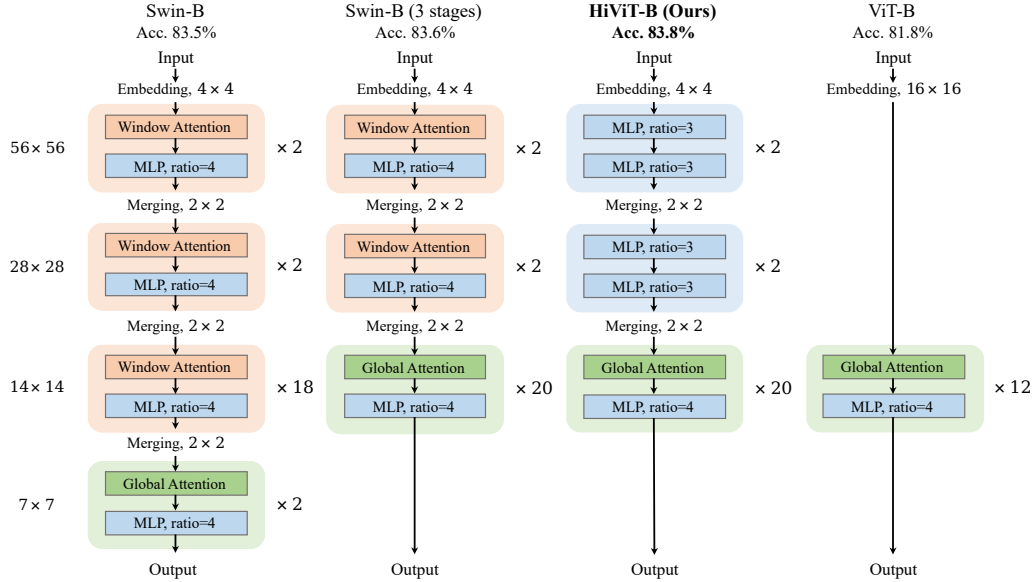 Swin-B
Acc. 83.5%
Input
Embedding, 4 × 4
56 × 56
Window Attention
MLP, ratio=4
× 2
Merging, 2 × 2
28 × 28
Window Attention
MLP, ratio=4
× 2
Merging, 2 × 2
14 × 14
Window Attention
MLP, ratio=4
× 18
Merging, 2 × 2
7 × 7
Global Attention
MLP, ratio=4
× 2
Output
Swin-B (3 stages)
Acc. 83.6%
Input
Embedding, 4 × 4
Window Attention
MLP, ratio=4
× 2
Merging, 2 × 2
Window Attention
MLP, ratio=4
× 2
Merging, 2 × 2
Global Attention
MLP, ratio=4
× 20
Output
HiViT-B (Ours)
Acc. 83.8%
Input
Embedding, 4 × 4
MLP, ratio=3
MLP, ratio=3
× 2
Merging, 2 × 2
MLP, ratio=3
MLP, ratio=3
× 2
Merging, 2 × 2
Global Attention
MLP, ratio=4
× 20
Output
ViT-B
Acc. 81.8%
Input
Embedding, 16 × 16
Global Attention
MLP, ratio=4
× 12
Output